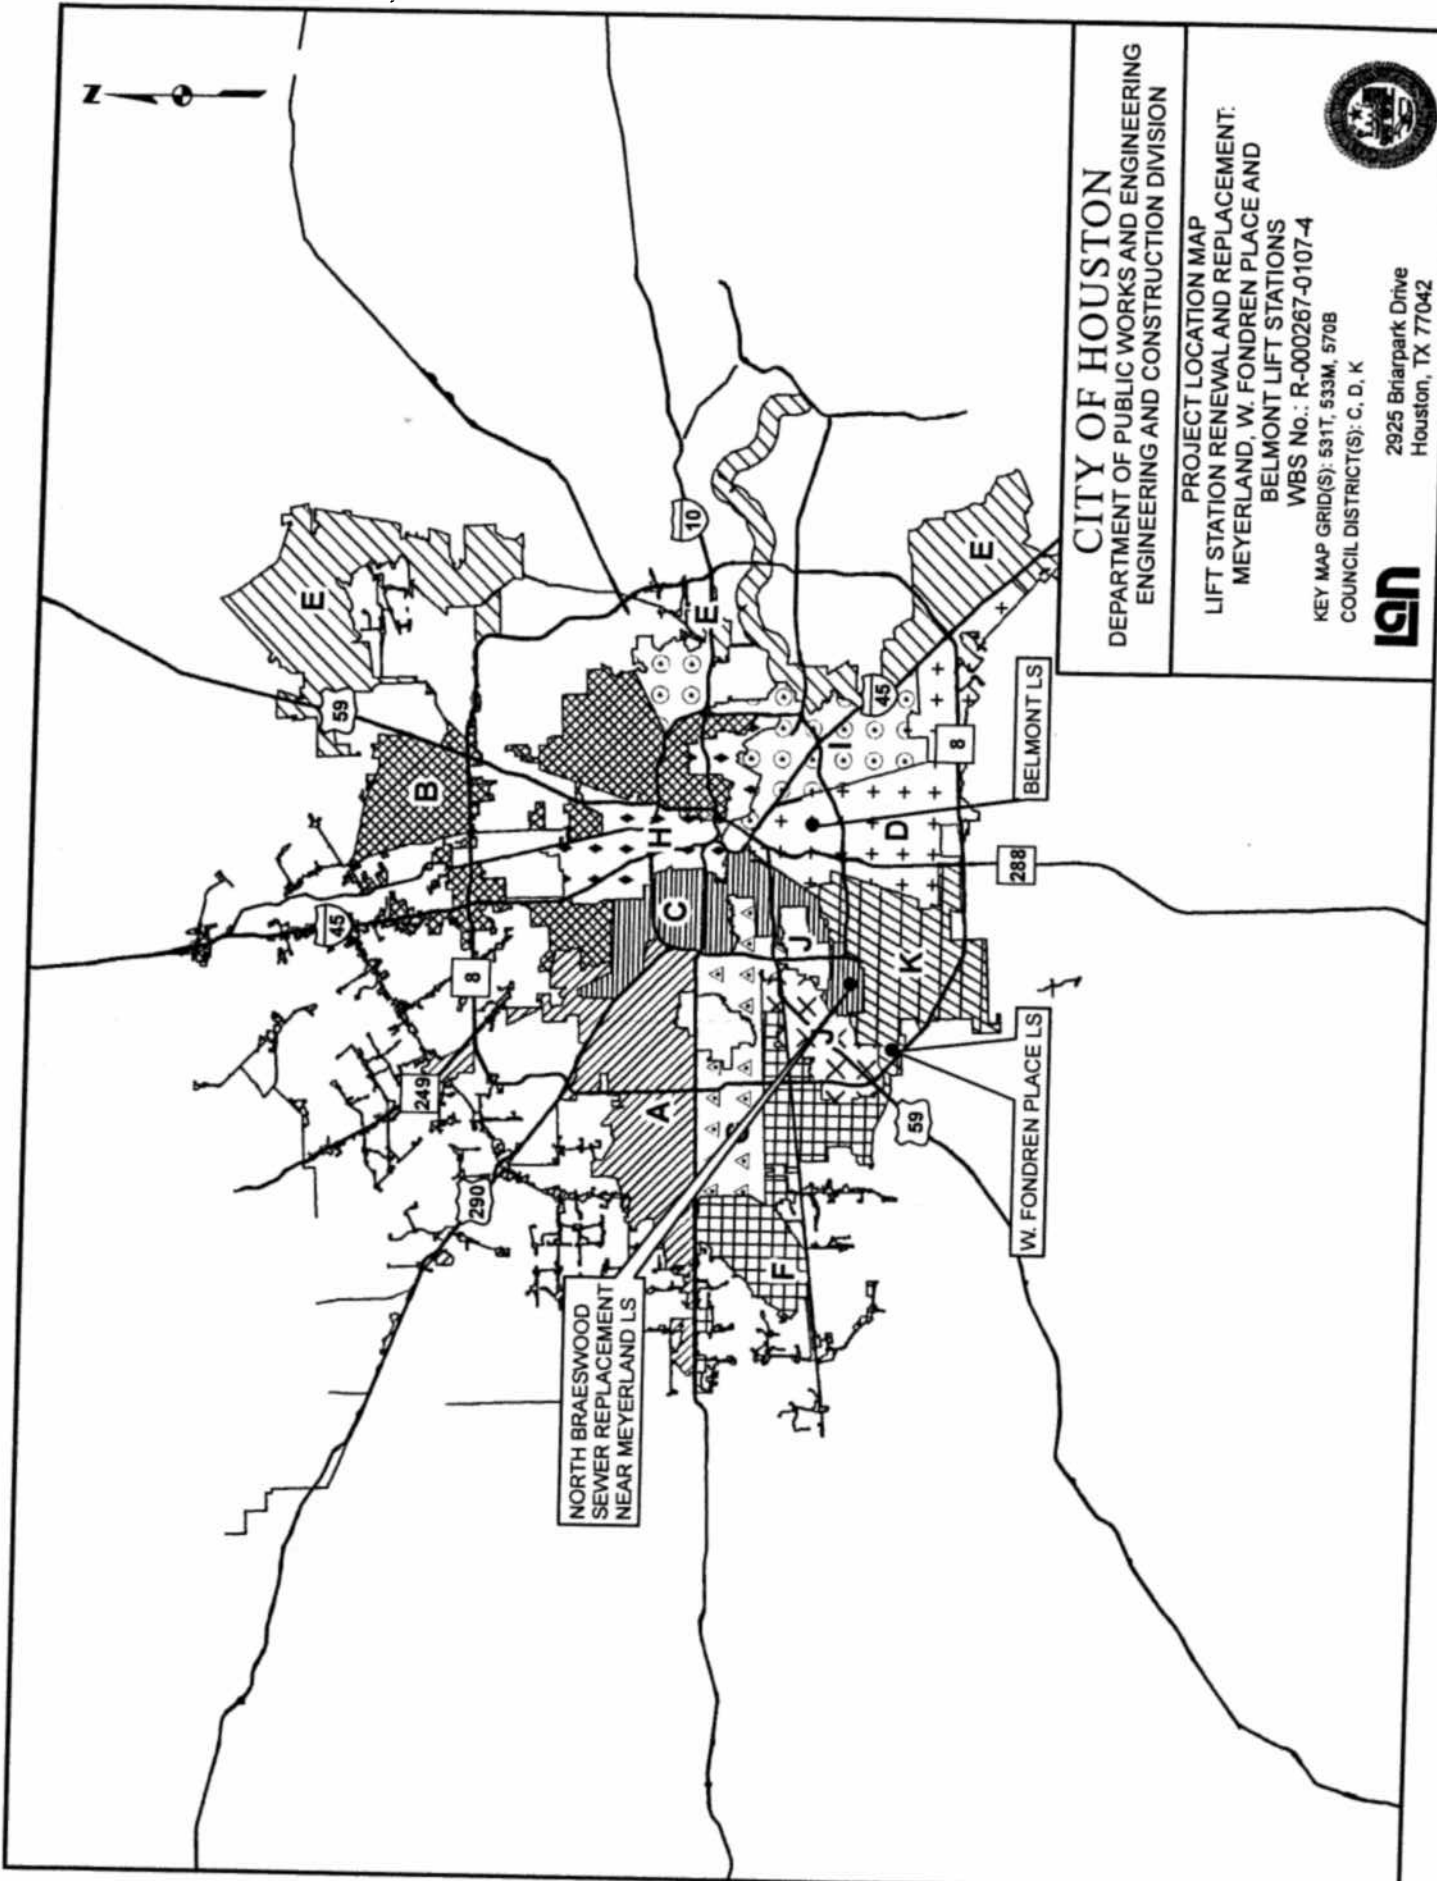 N
E
59
B
45
8
249
290
10
E
H
C
A
G
J
J
F
I
D
K
E
45
8
288
59
NORTH BRAESWOOD
SEWER REPLACEMENT
NEAR MEYERLAND LS
W. FONDREN PLACE LS
BELMONT LS
CITY OF HOUSTON
DEPARTMENT OF PUBLIC WORKS AND ENGINEERING
ENGINEERING AND CONSTRUCTION DIVISION
PROJECT LOCATION MAP
LIFT STATION RENEWAL AND REPLACEMENT:
MEYERLAND, W. FONDREN PLACE AND
BELMONT LIFT STATIONS
WBS No.: R-000267-0107-4
KEY MAP GRID(S): 531T, 533M, 570B
COUNCIL DISTRICT(S): C, D, K
lan
2925 Briarpark Drive
Houston, TX 77042